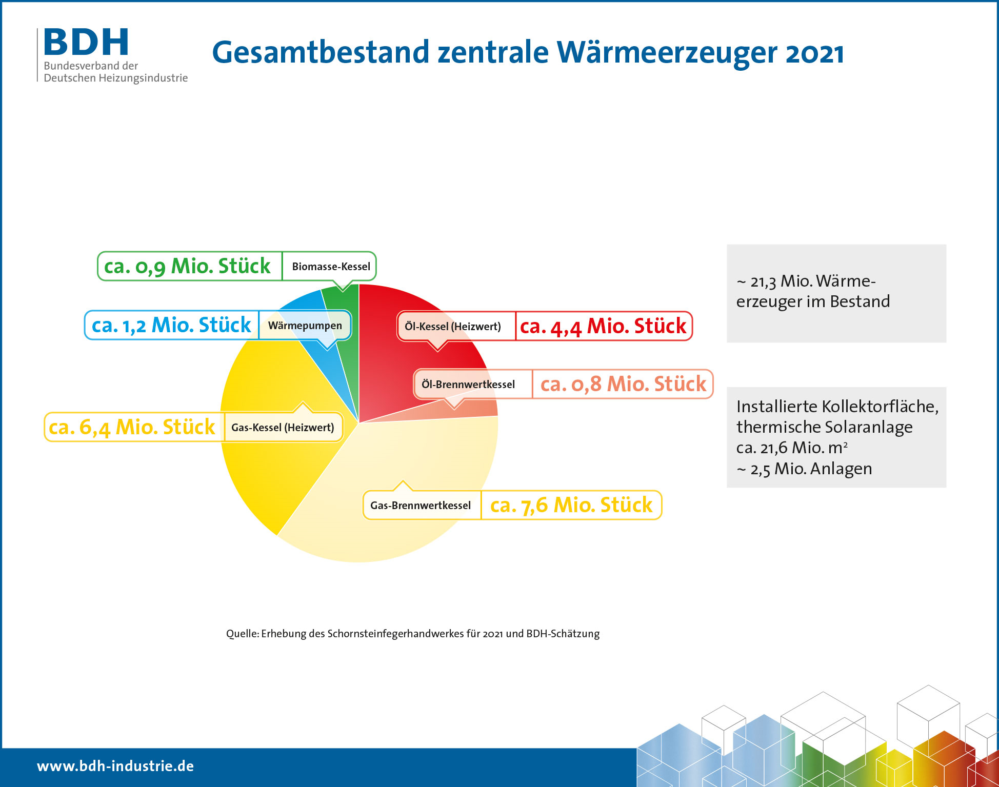 BDH
Bundesverband der
Deutschen Heizungsindustrie
Gesamtbestand zentrale Wärmeerzeuger 2021
ca. 0,9 Mio. Stück Biomasse-Kessel
ca. 1,2 Mio. Stück Wärmepumpen
Öl-Kessel (Heizwert) ca. 4,4 Mio. Stück
Öl-Brennwertkessel ca. 0,8 Mio. Stück
ca. 6,4 Mio. Stück Gas-Kessel (Heizwert)
Gas-Brennwertkessel ca. 7,6 Mio. Stück
~ 21,3 Mio. Wärme-
erzeuger im Bestand
Installierte Kollektorfläche,
thermische Solaranlage
ca. 21,6 Mio. m²
~ 2,5 Mio. Anlagen
Quelle: Erhebung des Schornsteinfegerhandwerkes für 2021 und BDH-Schätzung
www.bdh-industrie.de